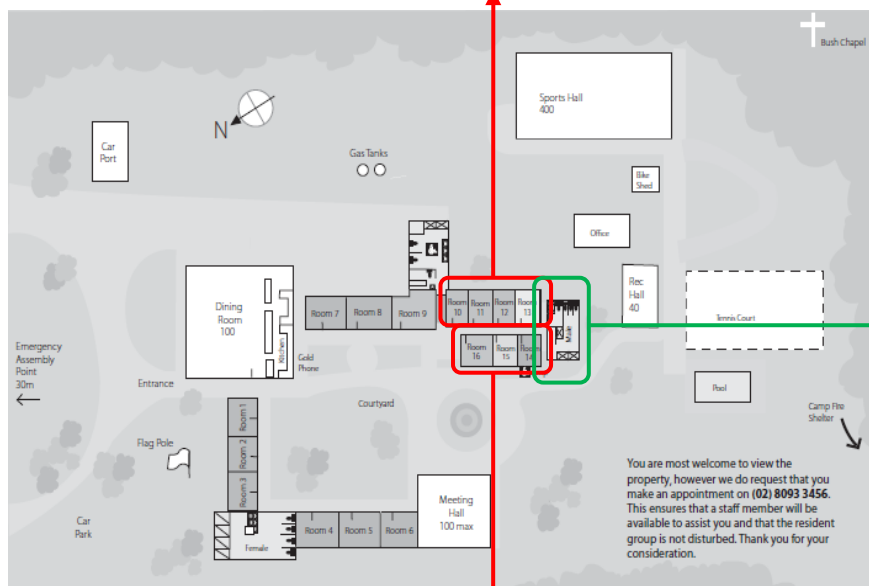 Bush Chapel
Sports Hall
400
N
Car
Port
Gas Tanks
Bike
Shed
Office
Rec
Hall
40
Tennis Court
Pool
Dining
Room
100
Kitchen
Room 7
Room 8
Room 9
Room
10
Room
11
Room
12
Room
13
Room
16
Room
15
Room
14
Male
Emergency
Assembly
Point
30m
Entrance
Gold
Phone
Courtyard
Camp Fire
Shelter
Flag Pole
Room 1
Room 2
Room 3
Car
Park
Female
Room 4
Room 5
Room 6
Meeting
Hall
100 max
You are most welcome to view the
property, however we do request that you
make an appointment on (02) 8093 3456.
This ensures that a staff member will be
available to assist you and that the resident
group is not disturbed. Thank you for your
consideration.